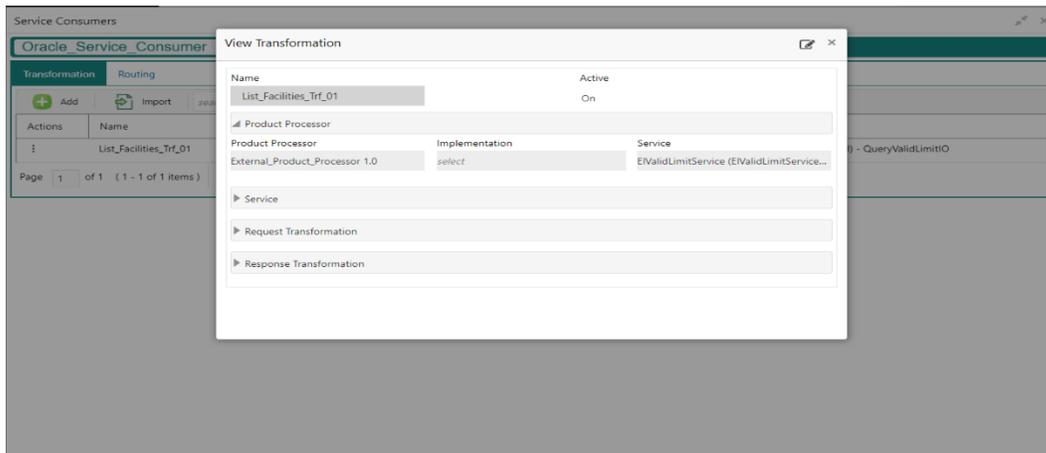 Service Consumers
Oracle_Service_Consumer
Transformation Routing
Add Import
Actions Name
List_Facilities_Trf_01 - QueryValidLimitIO
Page 1 of 1 ( 1 - 1 of 1 items )
View Transformation
Name Active
List_Facilities_Trf_01 On
Product Processor
Product Processor Implementation Service
External_Product_Processor 1.0 select EIValidLimitService (EIValidLimitService...
Service
Request Transformation
Response Transformation